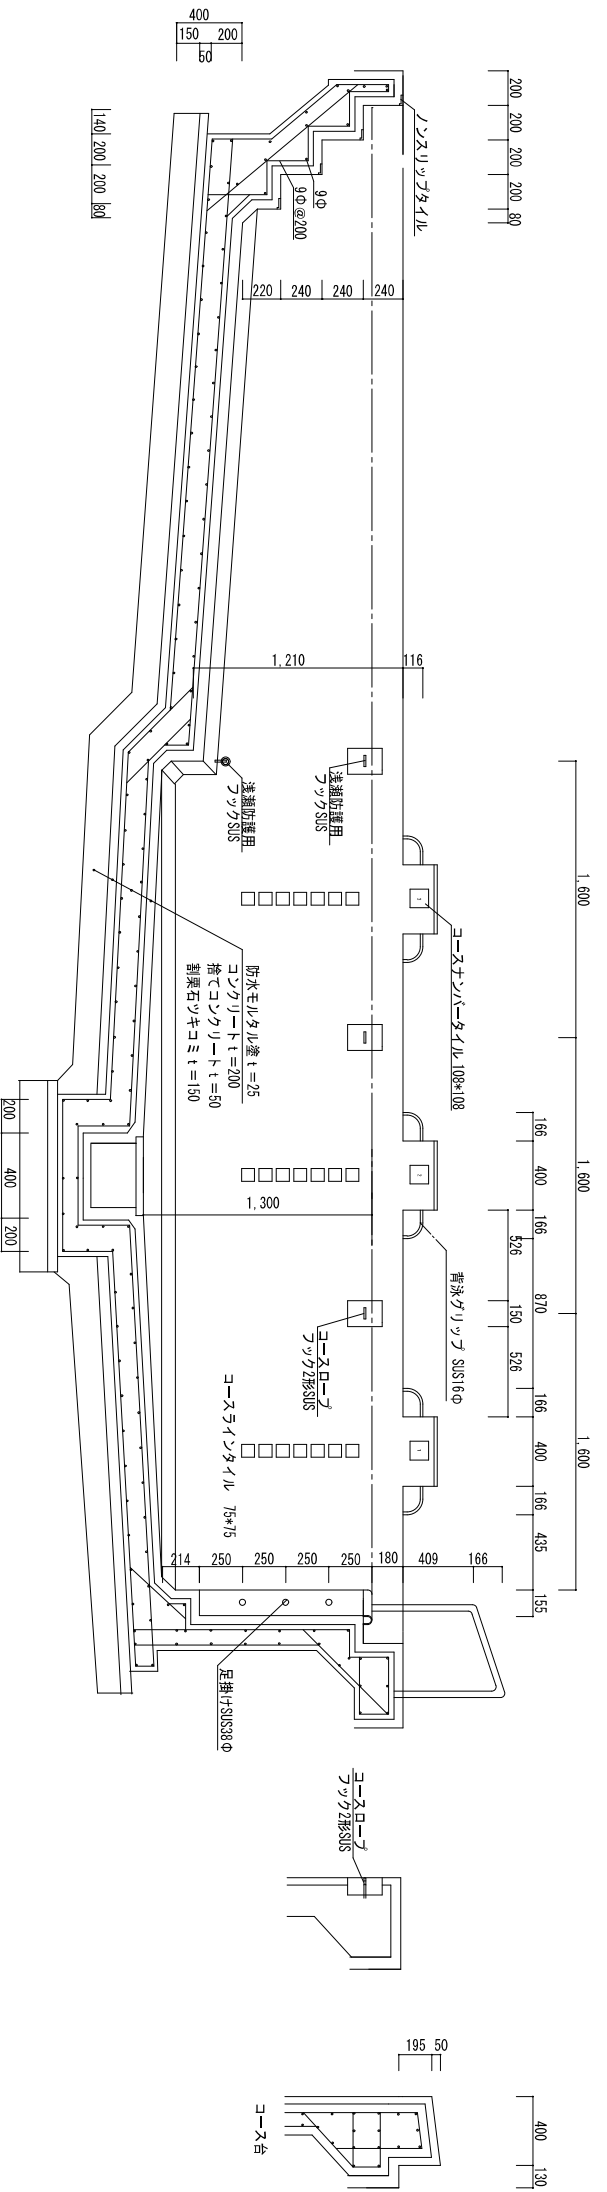 400
150
200
50
140
200
200
80
200
200
200
200
80
ノンスリップタイル
9Φ
9Φ@200
220
240
240
240
1,210
116
浅瀬防護用
フックSUS
浅瀬防護用
フックSUS
1,600
1,600
1,600
コースナンバータイル 108*108
防水モルタル塗 t=25
コンクリート t=200
捨てコンクリート t=50
割栗石ツキコミ t=150
200
400
200
1,300
166
400
166
870
166
400
166
435
155
526
150
526
背泳グリップ SUS16Φ
コースロープ
フック2形SUS
コースラインタイル 75*75
214
250
250
250
250
180
409
166
足掛けSUS38Φ
コースロープ
フック2形SUS
195
50
400
130
コース台